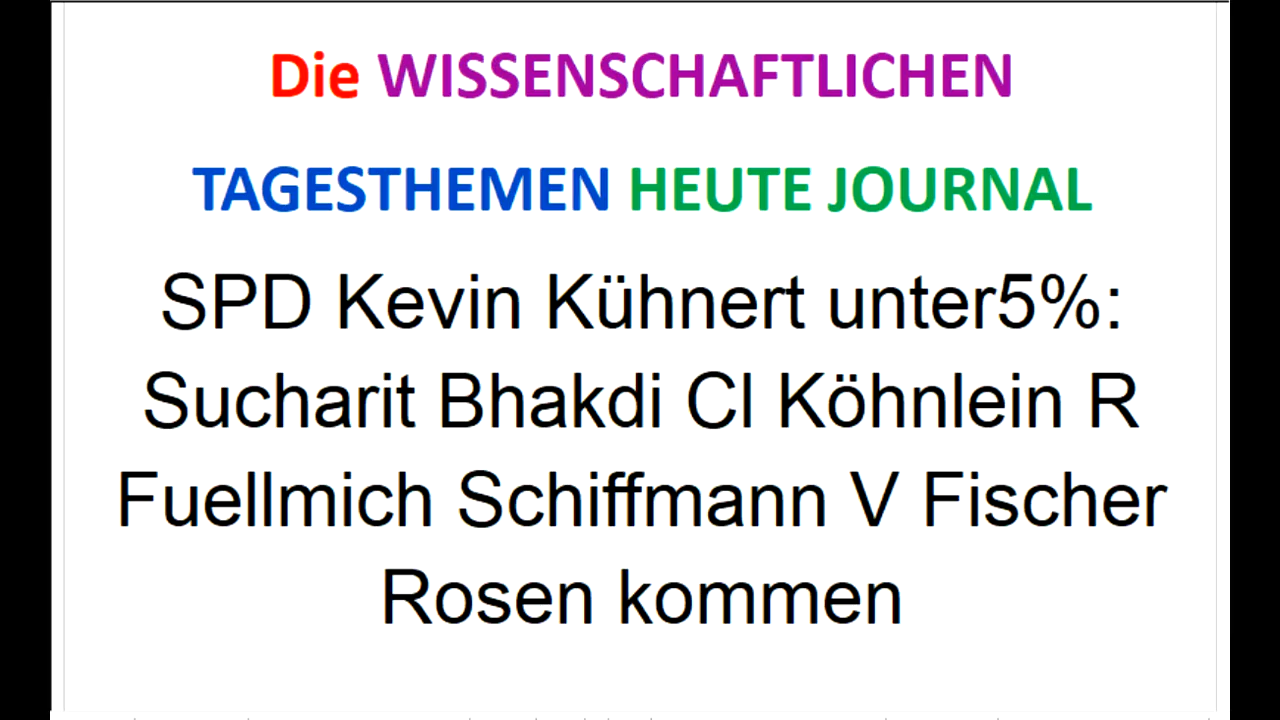 Die WISSENSCHAFTLICHEN
TAGESTHEMEN HEUTE JOURNAL
SPD Kevin Kühnert unter5%:
Sucharit Bhakdi Cl Köhnlein R
Fuellmich Schiffmann V Fischer
Rosen kommen